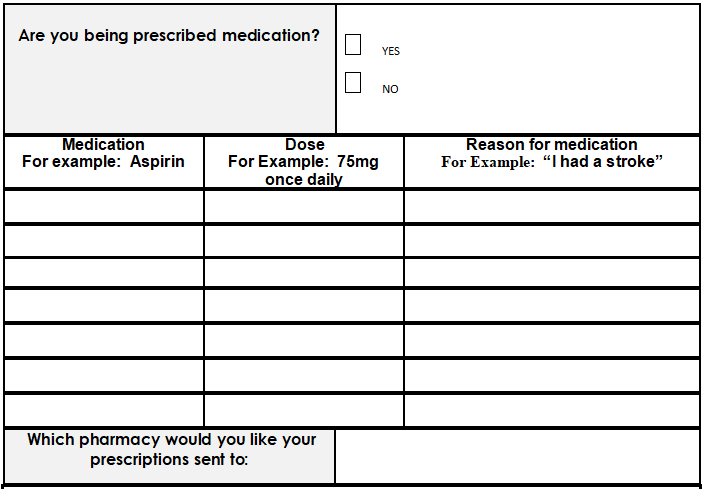 Are you being prescribed medication?
YES
NO
Medication
For example: Aspirin
Dose
For Example: 75mg
once daily
Reason for medication
For Example: “I had a stroke”
Which pharmacy would you like your
prescriptions sent to: